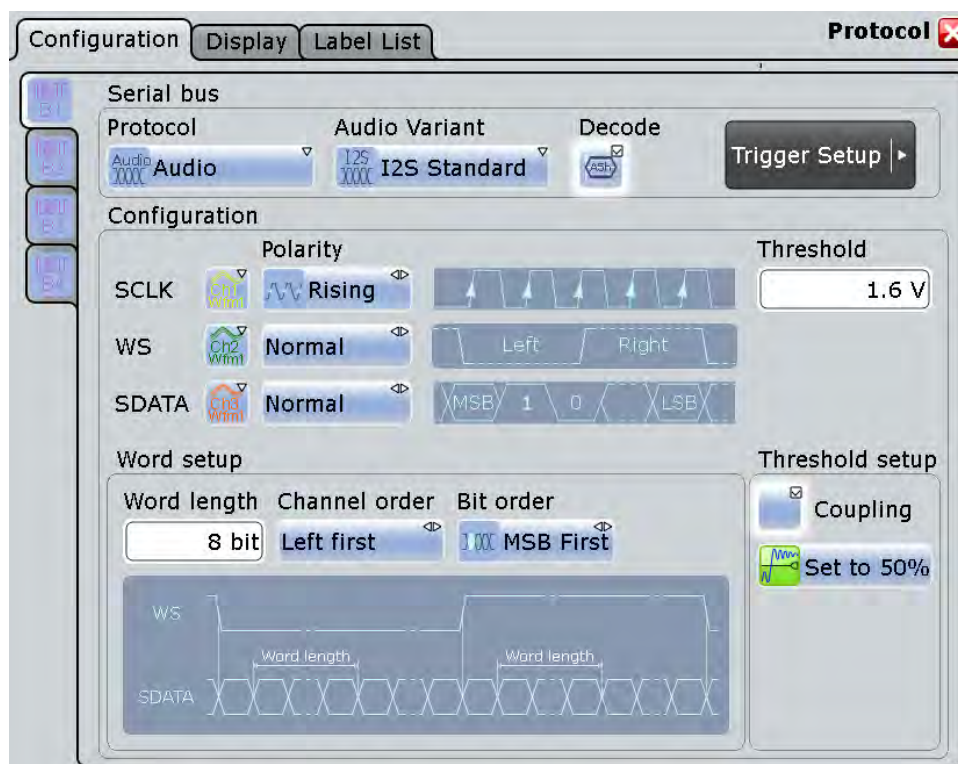 Configuration Display Label List Protocol
Serial bus
Protocol Audio Variant Decode
Audio Audio I2S I2S Standard Trigger Setup
Configuration
Polarity Threshold
SCLK Wfm1 Rising 1.6 V
WS Ch2 Wfm1 Normal Left Right
SDATA Ch3 Wfm1 Normal MSB 1 0 LSB
Word setup Threshold setup
Word length Channel order Bit order
8 bit Left first MSB First Coupling
Set to 50%
WS
Word length Word length
SDATA